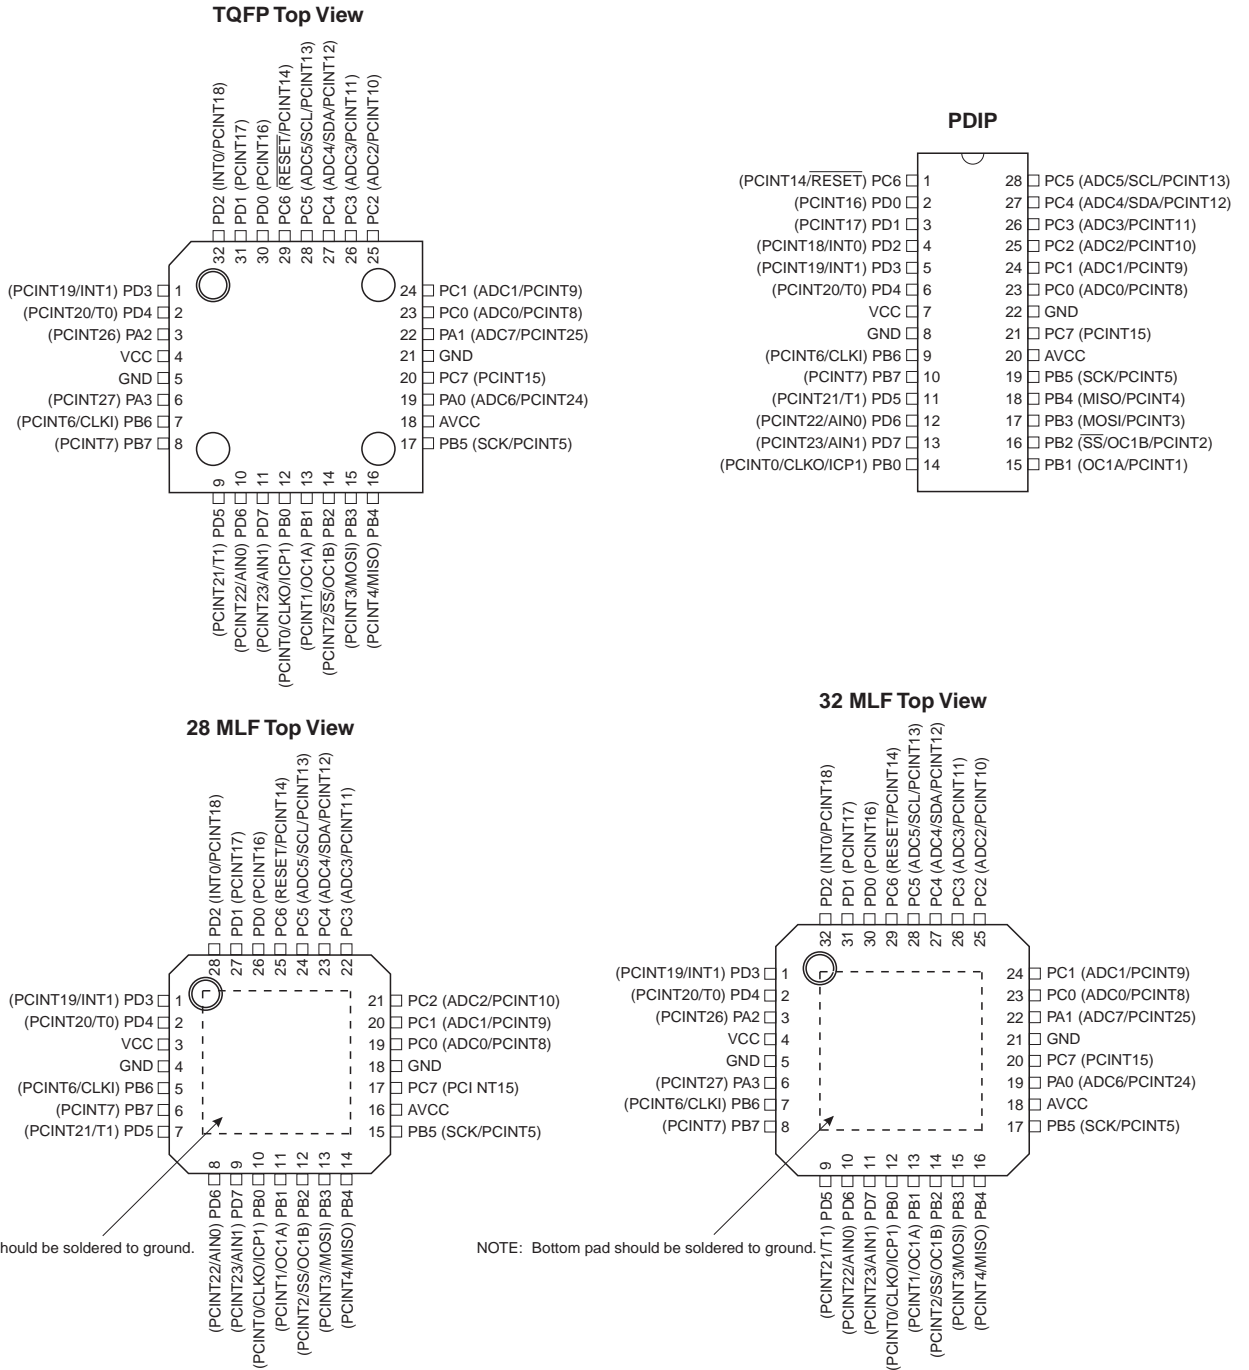 TQFP Top View
PD2 (INT0/PCINT18)
PD1 (PCINT17)
PD0 (PCINT16)
PC6 (RESET/PCINT14)
PC5 (ADC5/SCL/PCINT13)
PC4 (ADC4/SDA/PCINT12)
PC3 (ADC3/PCINT11)
PC2 (ADC2/PCINT10)
32 31 30 29 28 27 26 25
(PCINT19/INT1) PD3 1
(PCINT20/T0) PD4 2
(PCINT26) PA2 3
VCC 4
GND 5
(PCINT27) PA3 6
(PCINT6/CLKI) PB6 7
(PCINT7) PB7 8
24 PC1 (ADC1/PCINT9)
23 PC0 (ADC0/PCINT8)
22 PA1 (ADC7/PCINT25)
21 GND
20 PC7 (PCINT15)
19 PA0 (ADC6/PCINT24)
18 AVCC
17 PB5 (SCK/PCINT5)
9 10 11 12 13 14 15 16
(PCINT21/T1) PD5
(PCINT22/AIN0) PD6
(PCINT23/AIN1) PD7
(PCINT0/CLKO/ICP1) PB0
(PCINT1/OC1A) PB1
(PCINT2/SS/OC1B) PB2
(PCINT3/MOSI) PB3
(PCINT4/MISO) PB4
PDIP
(PCINT14/RESET) PC6 1
(PCINT16) PD0 2
(PCINT17) PD1 3
(PCINT18/INT0) PD2 4
(PCINT19/INT1) PD3 5
(PCINT20/T0) PD4 6
VCC 7
GND 8
(PCINT6/CLKI) PB6 9
(PCINT7) PB7 10
(PCINT21/T1) PD5 11
(PCINT22/AIN0) PD6 12
(PCINT23/AIN1) PD7 13
(PCINT0/CLKO/ICP1) PB0 14
28 PC5 (ADC5/SCL/PCINT13)
27 PC4 (ADC4/SDA/PCINT12)
26 PC3 (ADC3/PCINT11)
25 PC2 (ADC2/PCINT10)
24 PC1 (ADC1/PCINT9)
23 PC0 (ADC0/PCINT8)
22 GND
21 PC7 (PCINT15)
20 AVCC
19 PB5 (SCK/PCINT5)
18 PB4 (MISO/PCINT4)
17 PB3 (MOSI/PCINT3)
16 PB2 (SS/OC1B/PCINT2)
15 PB1 (OC1A/PCINT1)
28 MLF Top View
PD2 (INT0/PCINT18)
PD1 (PCINT17)
PD0 (PCINT16)
PC6 (RESET/PCINT14)
PC5 (ADC5/SCL/PCINT13)
PC4 (ADC4/SDA/PCINT12)
PC3 (ADC3/PCINT11)
28 27 26 25 24 23 22
(PCINT19/INT1) PD3 1
(PCINT20/T0) PD4 2
VCC 3
GND 4
(PCINT6/CLKI) PB6 5
(PCINT7) PB7 6
(PCINT21/T1) PD5 7
21 PC2 (ADC2/PCINT10)
20 PC1 (ADC1/PCINT9)
19 PC0 (ADC0/PCINT8)
18 GND
17 PC7 (PCI NT15)
16 AVCC
15 PB5 (SCK/PCINT5)
8 9 10 11 12 13 14
(PCINT22/AIN0) PD6
(PCINT23/AIN1) PD7
(PCINT0/CLKO/ICP1) PB0
(PCINT1/OC1A) PB1
(PCINT2/SS/OC1B) PB2
(PCINT3//MOSI) PB3
(PCINT4/MISO) PB4
hould be soldered to ground.
32 MLF Top View
PD2 (INT0/PCINT18)
PD1 (PCINT17)
PD0 (PCINT16)
PC6 (RESET/PCINT14)
PC5 (ADC5/SCL/PCINT13)
PC4 (ADC4/SDA/PCINT12)
PC3 (ADC3/PCINT11)
PC2 (ADC2/PCINT10)
32 31 30 29 28 27 26 25
(PCINT19/INT1) PD3 1
(PCINT20/T0) PD4 2
(PCINT26) PA2 3
VCC 4
GND 5
(PCINT27) PA3 6
(PCINT6/CLKI) PB6 7
(PCINT7) PB7 8
24 PC1 (ADC1/PCINT9)
23 PC0 (ADC0/PCINT8)
22 PA1 (ADC7/PCINT25)
21 GND
20 PC7 (PCINT15)
19 PA0 (ADC6/PCINT24)
18 AVCC
17 PB5 (SCK/PCINT5)
9 10 11 12 13 14 15 16
(PCINT21/T1) PD5
(PCINT22/AIN0) PD6
(PCINT23/AIN1) PD7
(PCINT0/CLKO/ICP1) PB0
(PCINT1/OC1A) PB1
(PCINT2/SS/OC1B) PB2
(PCINT3/MOSI) PB3
(PCINT4/MISO) PB4
NOTE: Bottom pad should be soldered to ground.